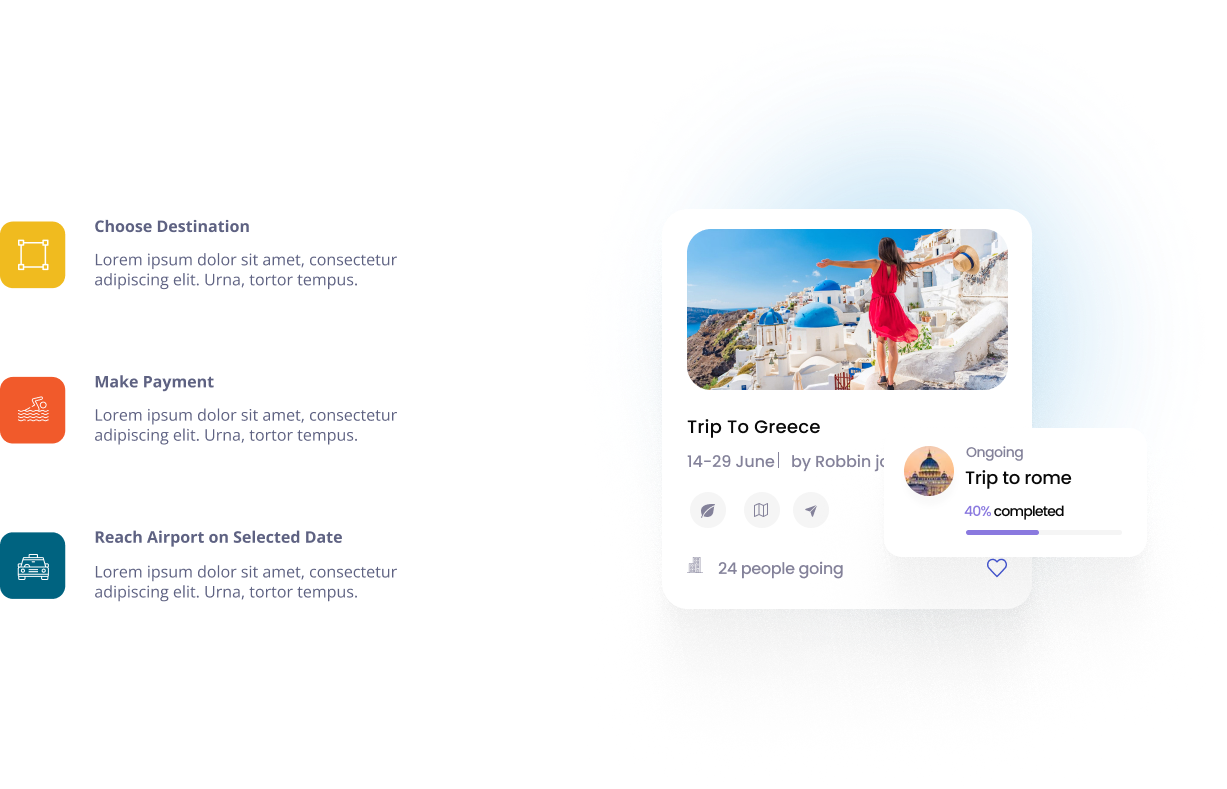 Choose Destination
Lorem ipsum dolor sit amet, consectetur
adipiscing elit. Urna, tortor tempus.
Make Payment
Lorem ipsum dolor sit amet, consectetur
adipiscing elit. Urna, tortor tempus.
Reach Airport on Selected Date
Lorem ipsum dolor sit amet, consectetur
adipiscing elit. Urna, tortor tempus.
Trip To Greece
14-29 June| by Robbin
24 people going
Ongoing
Trip to rome
40% completed